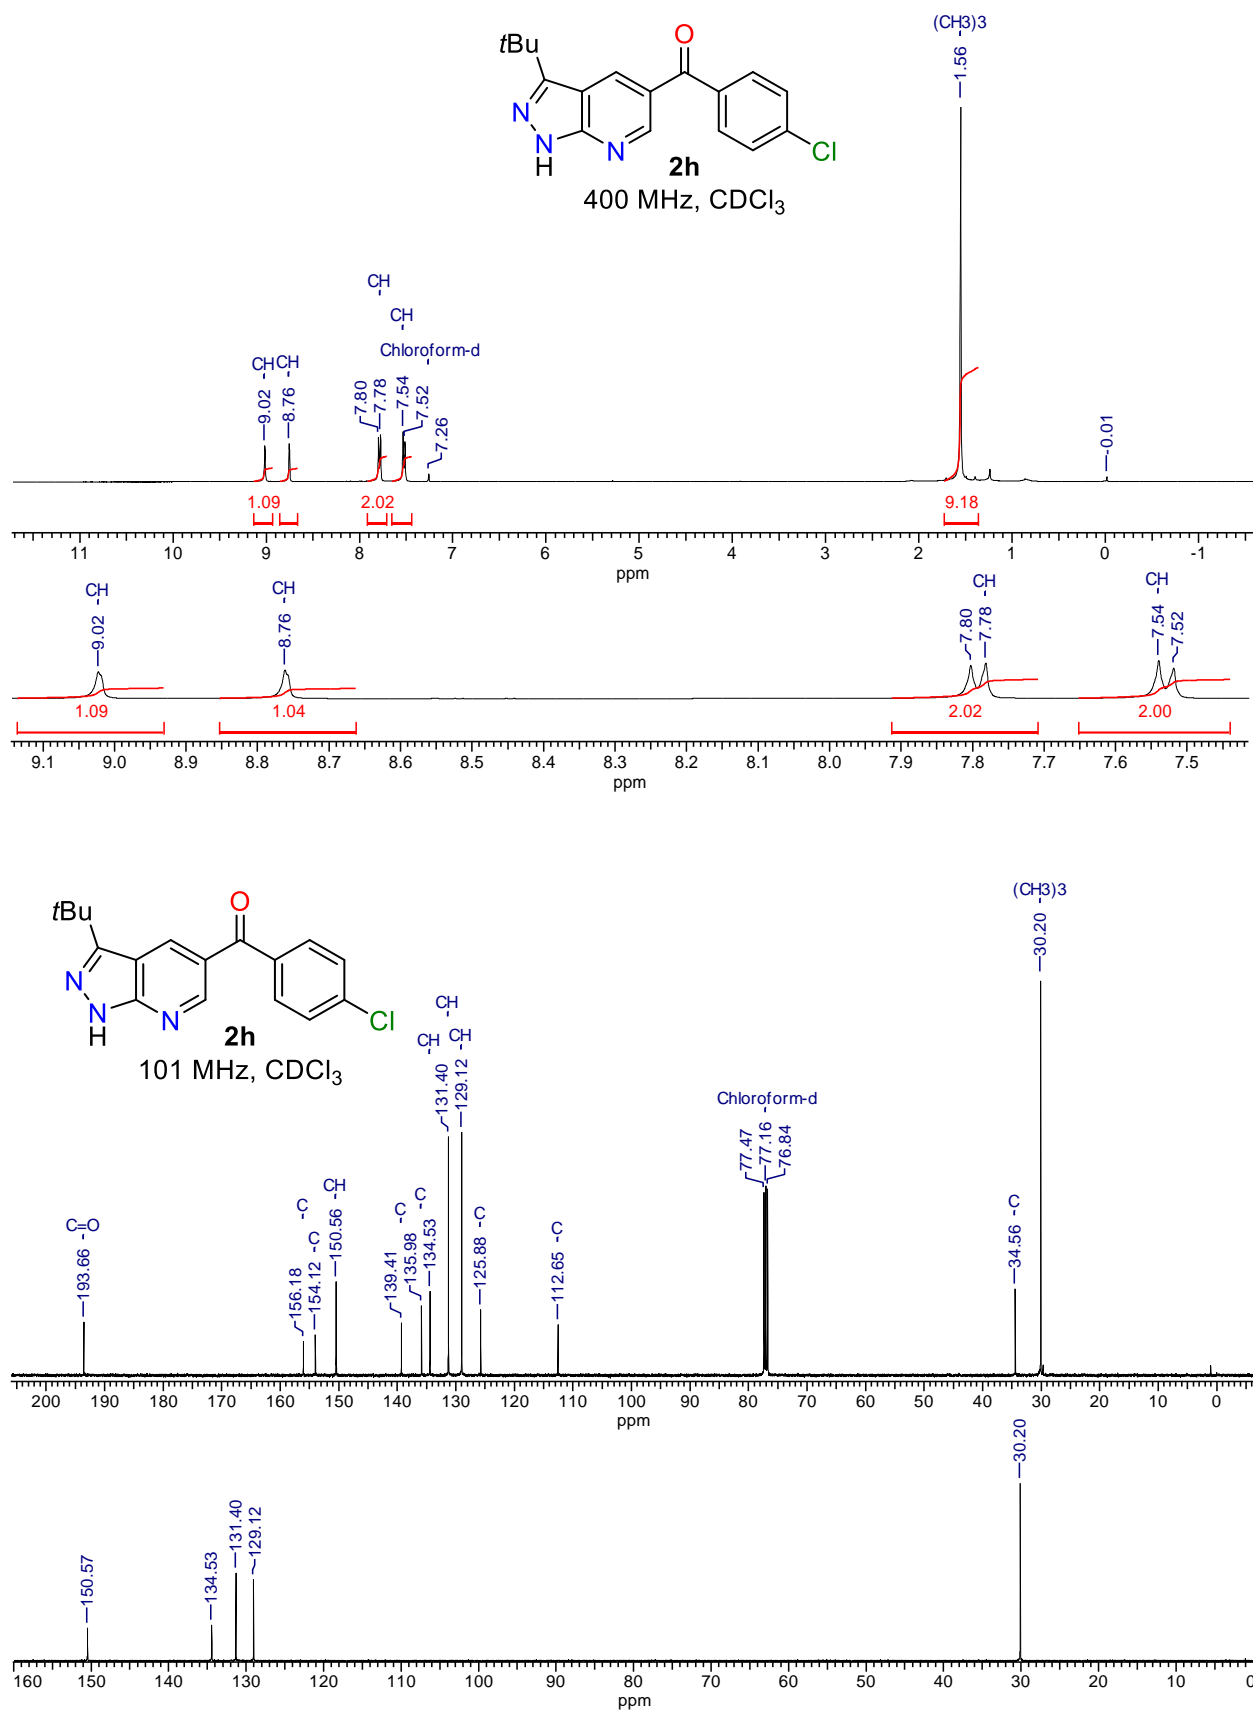 tBu
O
N
N
H
N
Cl
2h
400 MHz, CDCl3
(CH3)3
1.56
CH
CH
Chloroform-d
CH CH
9.02
8.76
7.80
7.78
7.54
7.52
7.26
-0.01
1.09
2.02
9.18
11 10 9 8 7 6 5 4 3 2 1 0 -1
ppm
CH
CH
CH
CH
9.02
8.76
7.80
7.78
7.54
7.52
1.09
1.04
2.02
2.00
9.1 9.0 8.9 8.8 8.7 8.6 8.5 8.4 8.3 8.2 8.1 8.0 7.9 7.8 7.7 7.6 7.5
ppm
tBu
O
N
N
H
N
Cl
2h
101 MHz, CDCl3
(CH3)3
30.20
CH
CH
CH
131.40
129.12
Chloroform-d
77.47
77.16
76.84
C=O
193.66
C
156.18
C
154.12
CH
150.56
C
139.41
C
135.98
134.53
C
125.88
C
112.65
C
34.56
200 190 180 170 160 150 140 130 120 110 100 90 80 70 60 50 40 30 20 10 0
ppm
150.57
134.53
131.40
129.12
30.20
160 150 140 130 120 110 100 90 80 70 60 50 40 30 20 10 0
ppm